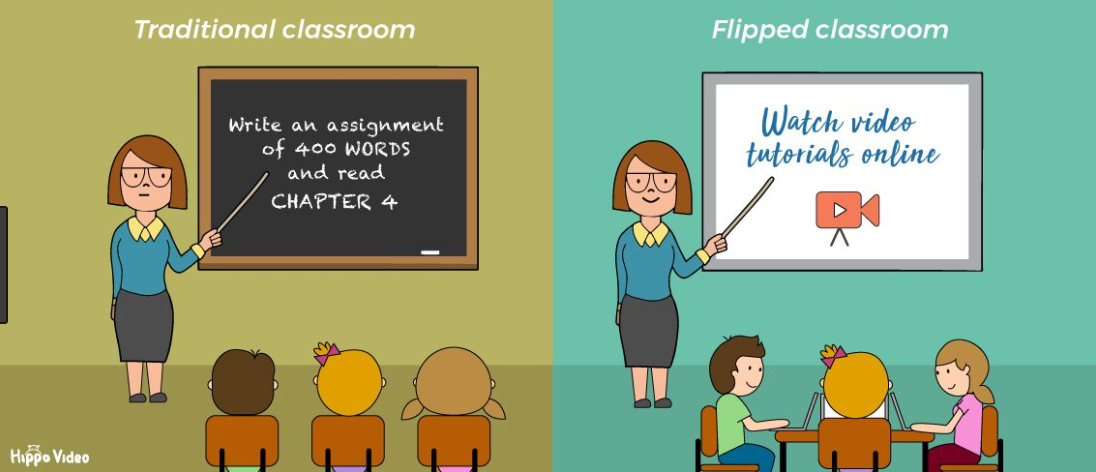 Traditional classroom
Write an assignment
of 400 WORDS
and read
CHAPTER 4
Flipped classroom
Watch video
tutorials online
Hippo Video